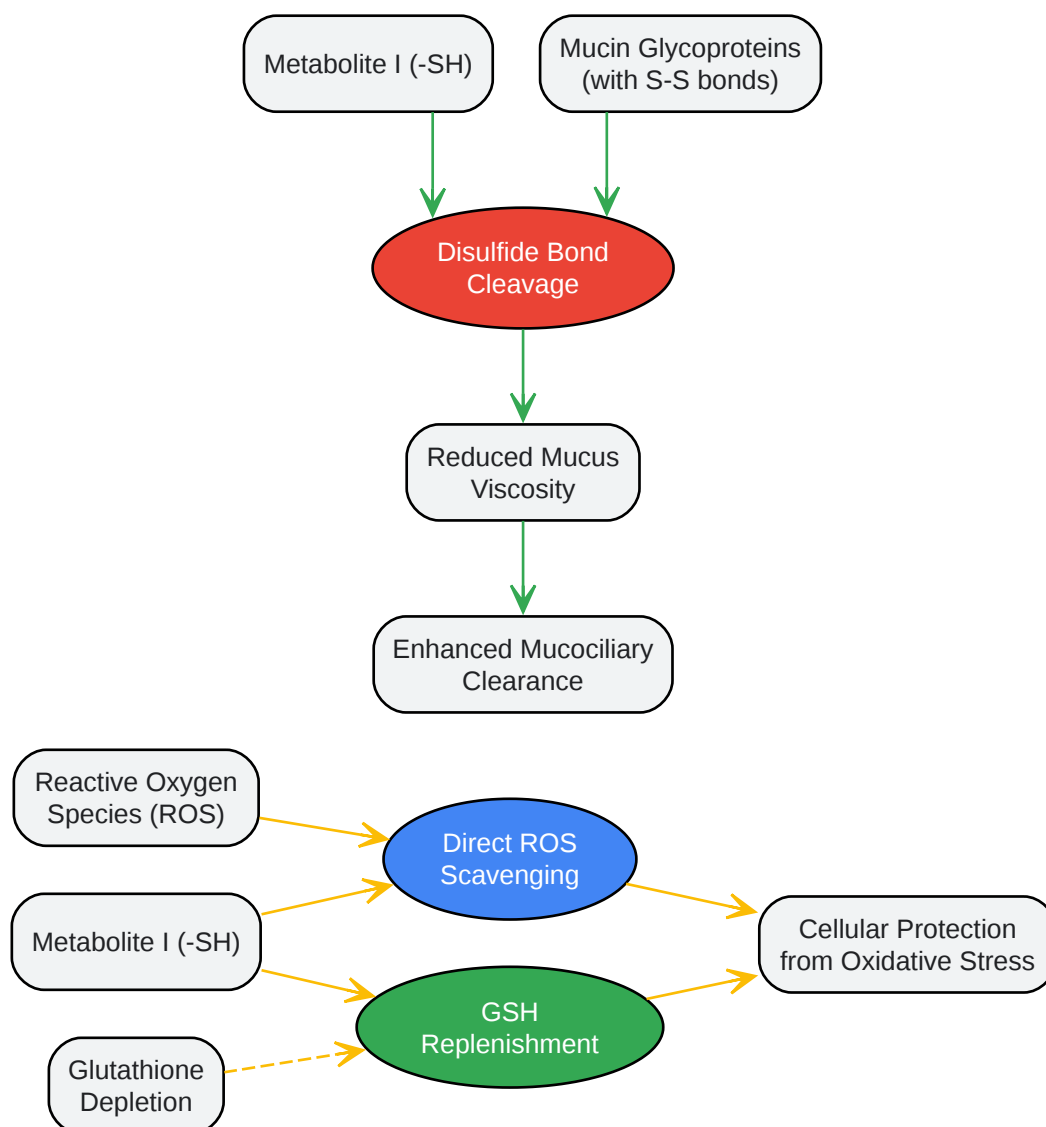 Metabolite I (-SH)
Mucin Glycoproteins
(with S-S bonds)
Disulfide Bond
Cleavage
Reduced Mucus
Viscosity
Enhanced Mucociliary
Clearance
Reactive Oxygen
Species (ROS)
Direct ROS
Scavenging
Metabolite I (-SH)
Cellular Protection
from Oxidative Stress
GSH
Replenishment
Glutathione
Depletion